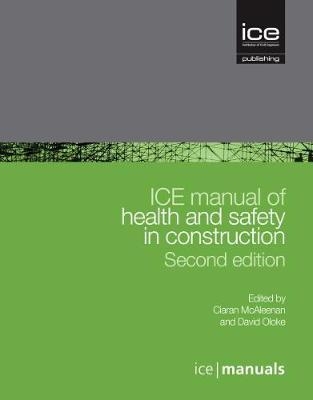 ice
Institution of Civil Engineers
publishing
ICE manual of
health and safety
in construction
Second edition
Edited by
Ciaran McAleenan
and David Oloke
ice|manuals